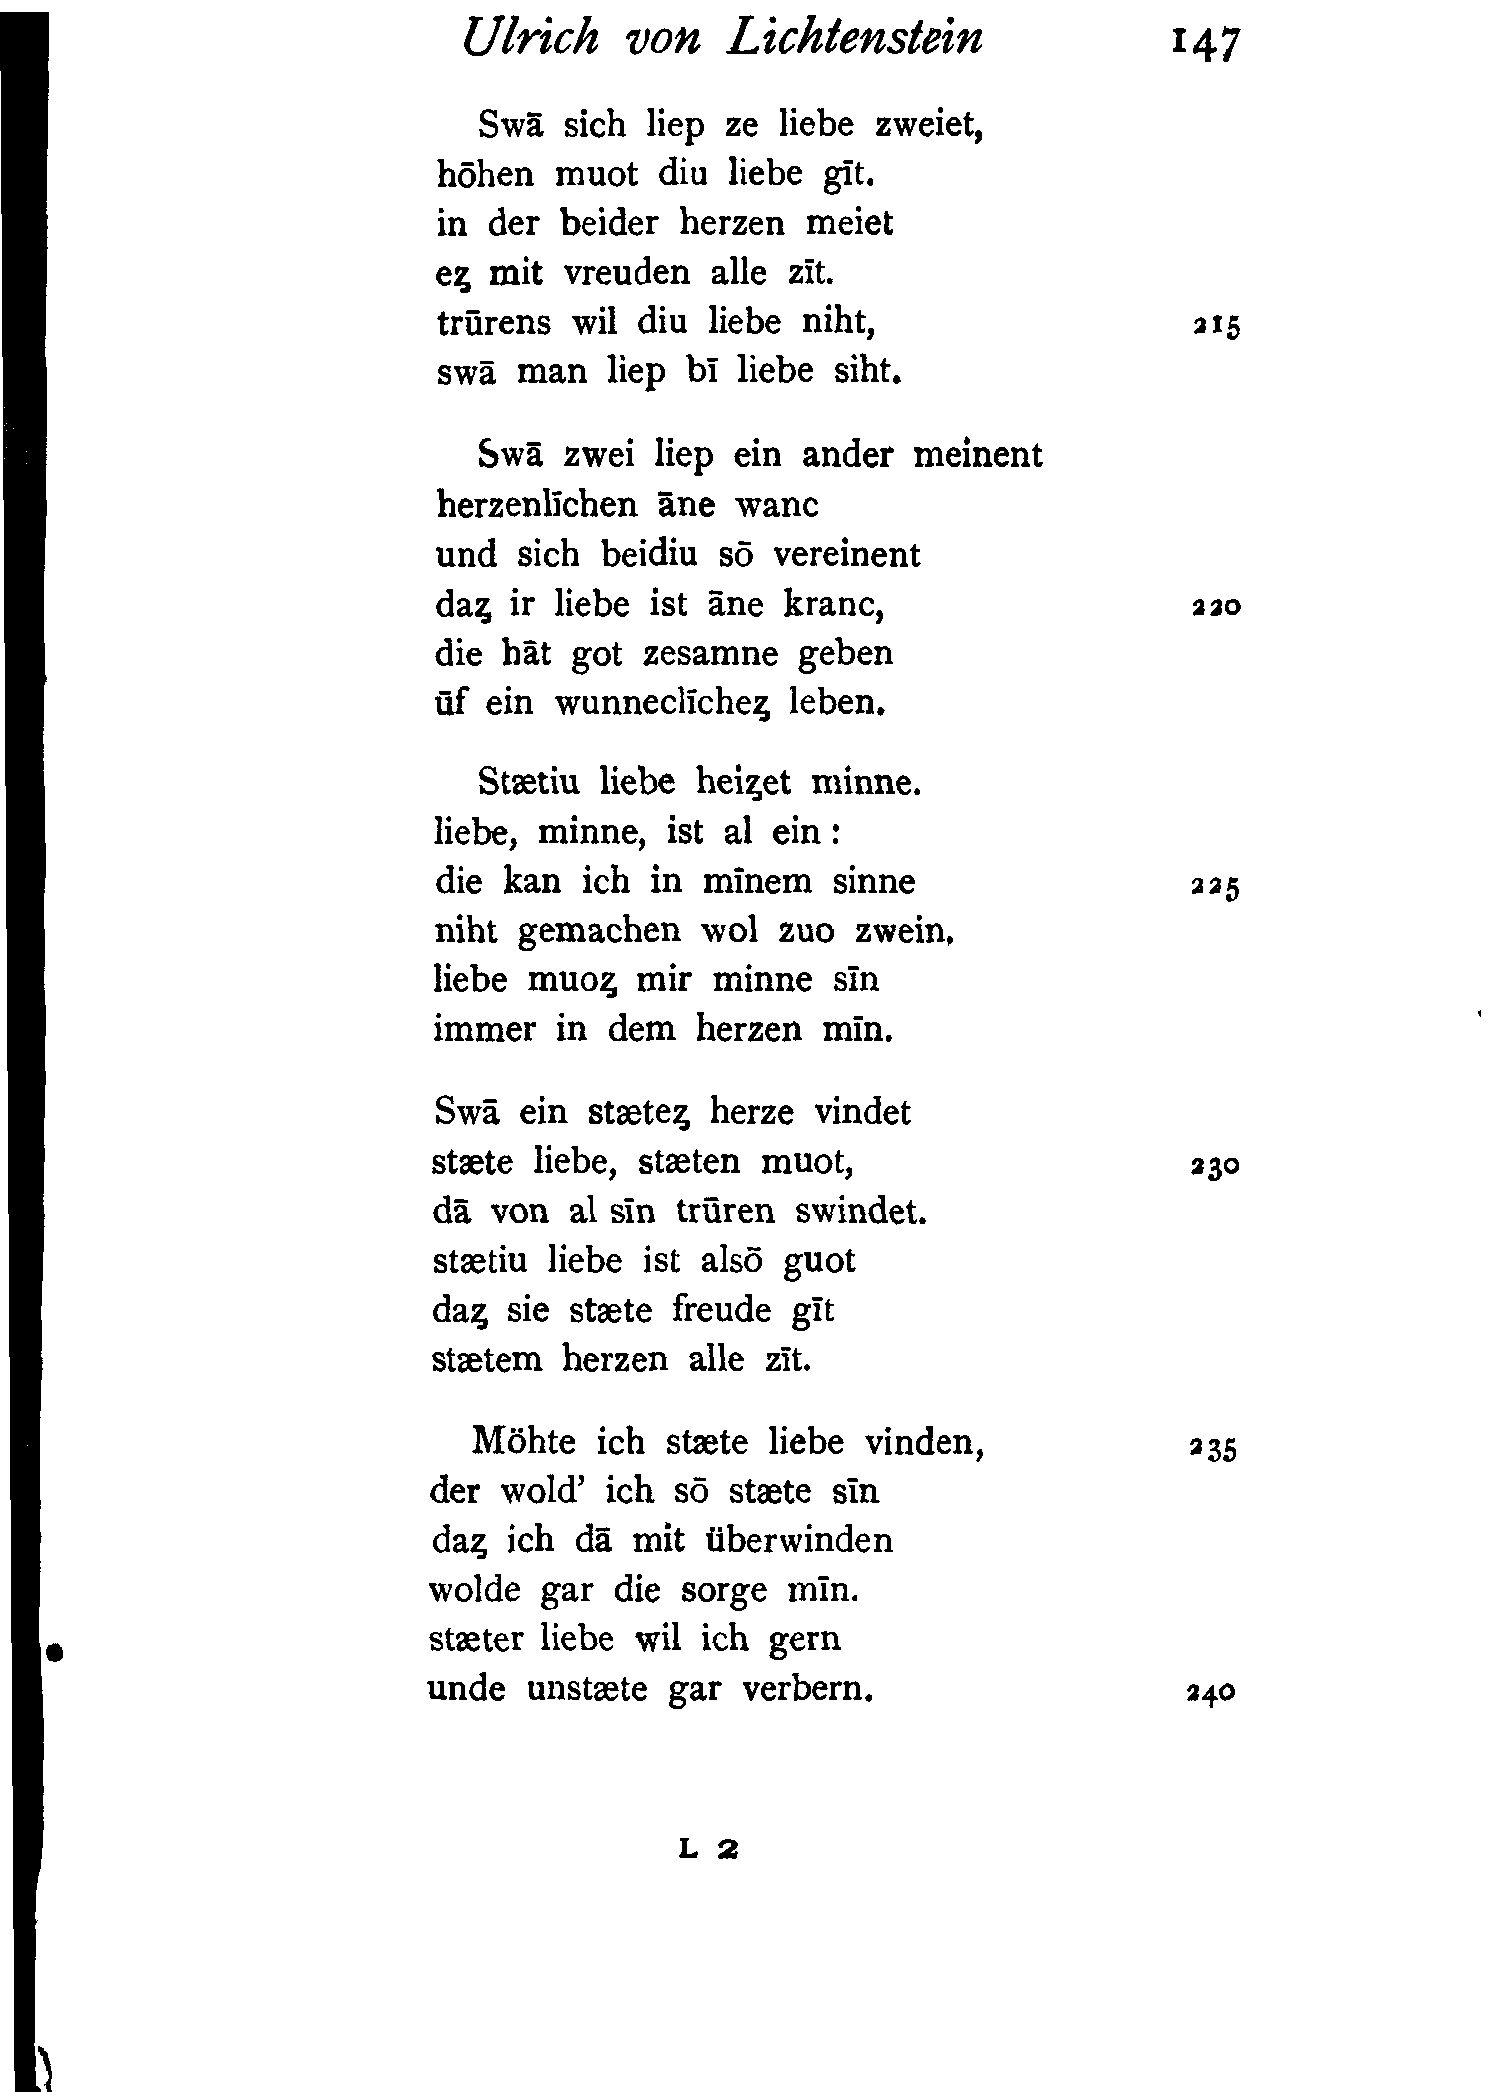 Ulrich von Lichtenstein 147
Swā sich liep ze liebe zweiet,
hōhen muot diu liebe gīt.
in der beider herzen meiet
eʒ mit vreuden alle zīt.
trūrens wil diu liebe niht, 215
swā man liep bī liebe siht.
Swā zwei liep ein ander meinent
herzenlīchen āne wanc
und sich beidiu sō vereinent
daʒ ir liebe ist āne kranc, 220
die hāt got zesamne geben
ūf ein wunneclīcheʒ leben.
Stætiu liebe heiʒet minne.
liebe, minne, ist al ein :
die kan ich in mīnem sinne 225
niht gemachen wol zuo zwein.
liebe muoʒ mir minne sīn
immer in dem herzen mīn.
Swā ein stæteʒ herze vindet
stæte liebe, stæten muot, 230
dā von al sīn trūren swindet.
stætiu liebe ist alsō guot
daʒ sie stæte freude gīt
stætem herzen alle zīt.
Möhte ich stæte liebe vinden, 235
der wold’ ich sō stæte sīn
daʒ ich dā mit überwinden
wolde gar die sorge mīn.
stæter liebe wil ich gern
unde unstæte gar verbern. 240
L 2